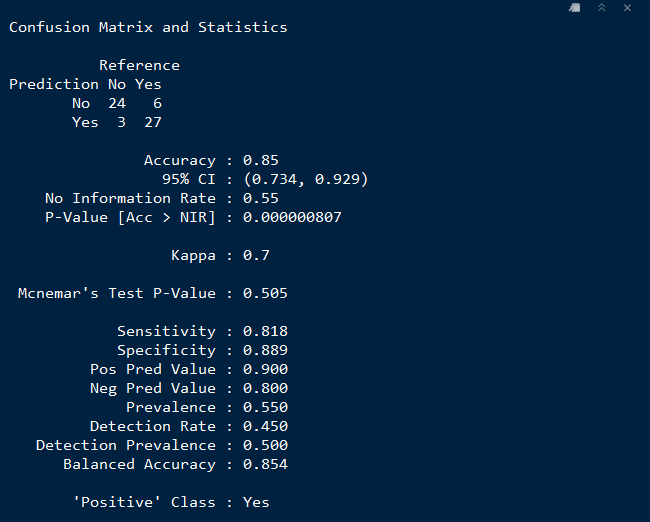 Confusion Matrix and Statistics
Reference
Prediction No Yes
No 24 6
Yes 3 27
Accuracy : 0.85
95% CI : (0.734, 0.929)
No Information Rate : 0.55
P-Value [Acc > NIR] : 0.000000807
Kappa : 0.7
Mcnemar's Test P-Value : 0.505
Sensitivity : 0.818
Specificity : 0.889
Pos Pred Value : 0.900
Neg Pred Value : 0.800
Prevalence : 0.550
Detection Rate : 0.450
Detection Prevalence : 0.500
Balanced Accuracy : 0.854
'Positive' Class : Yes